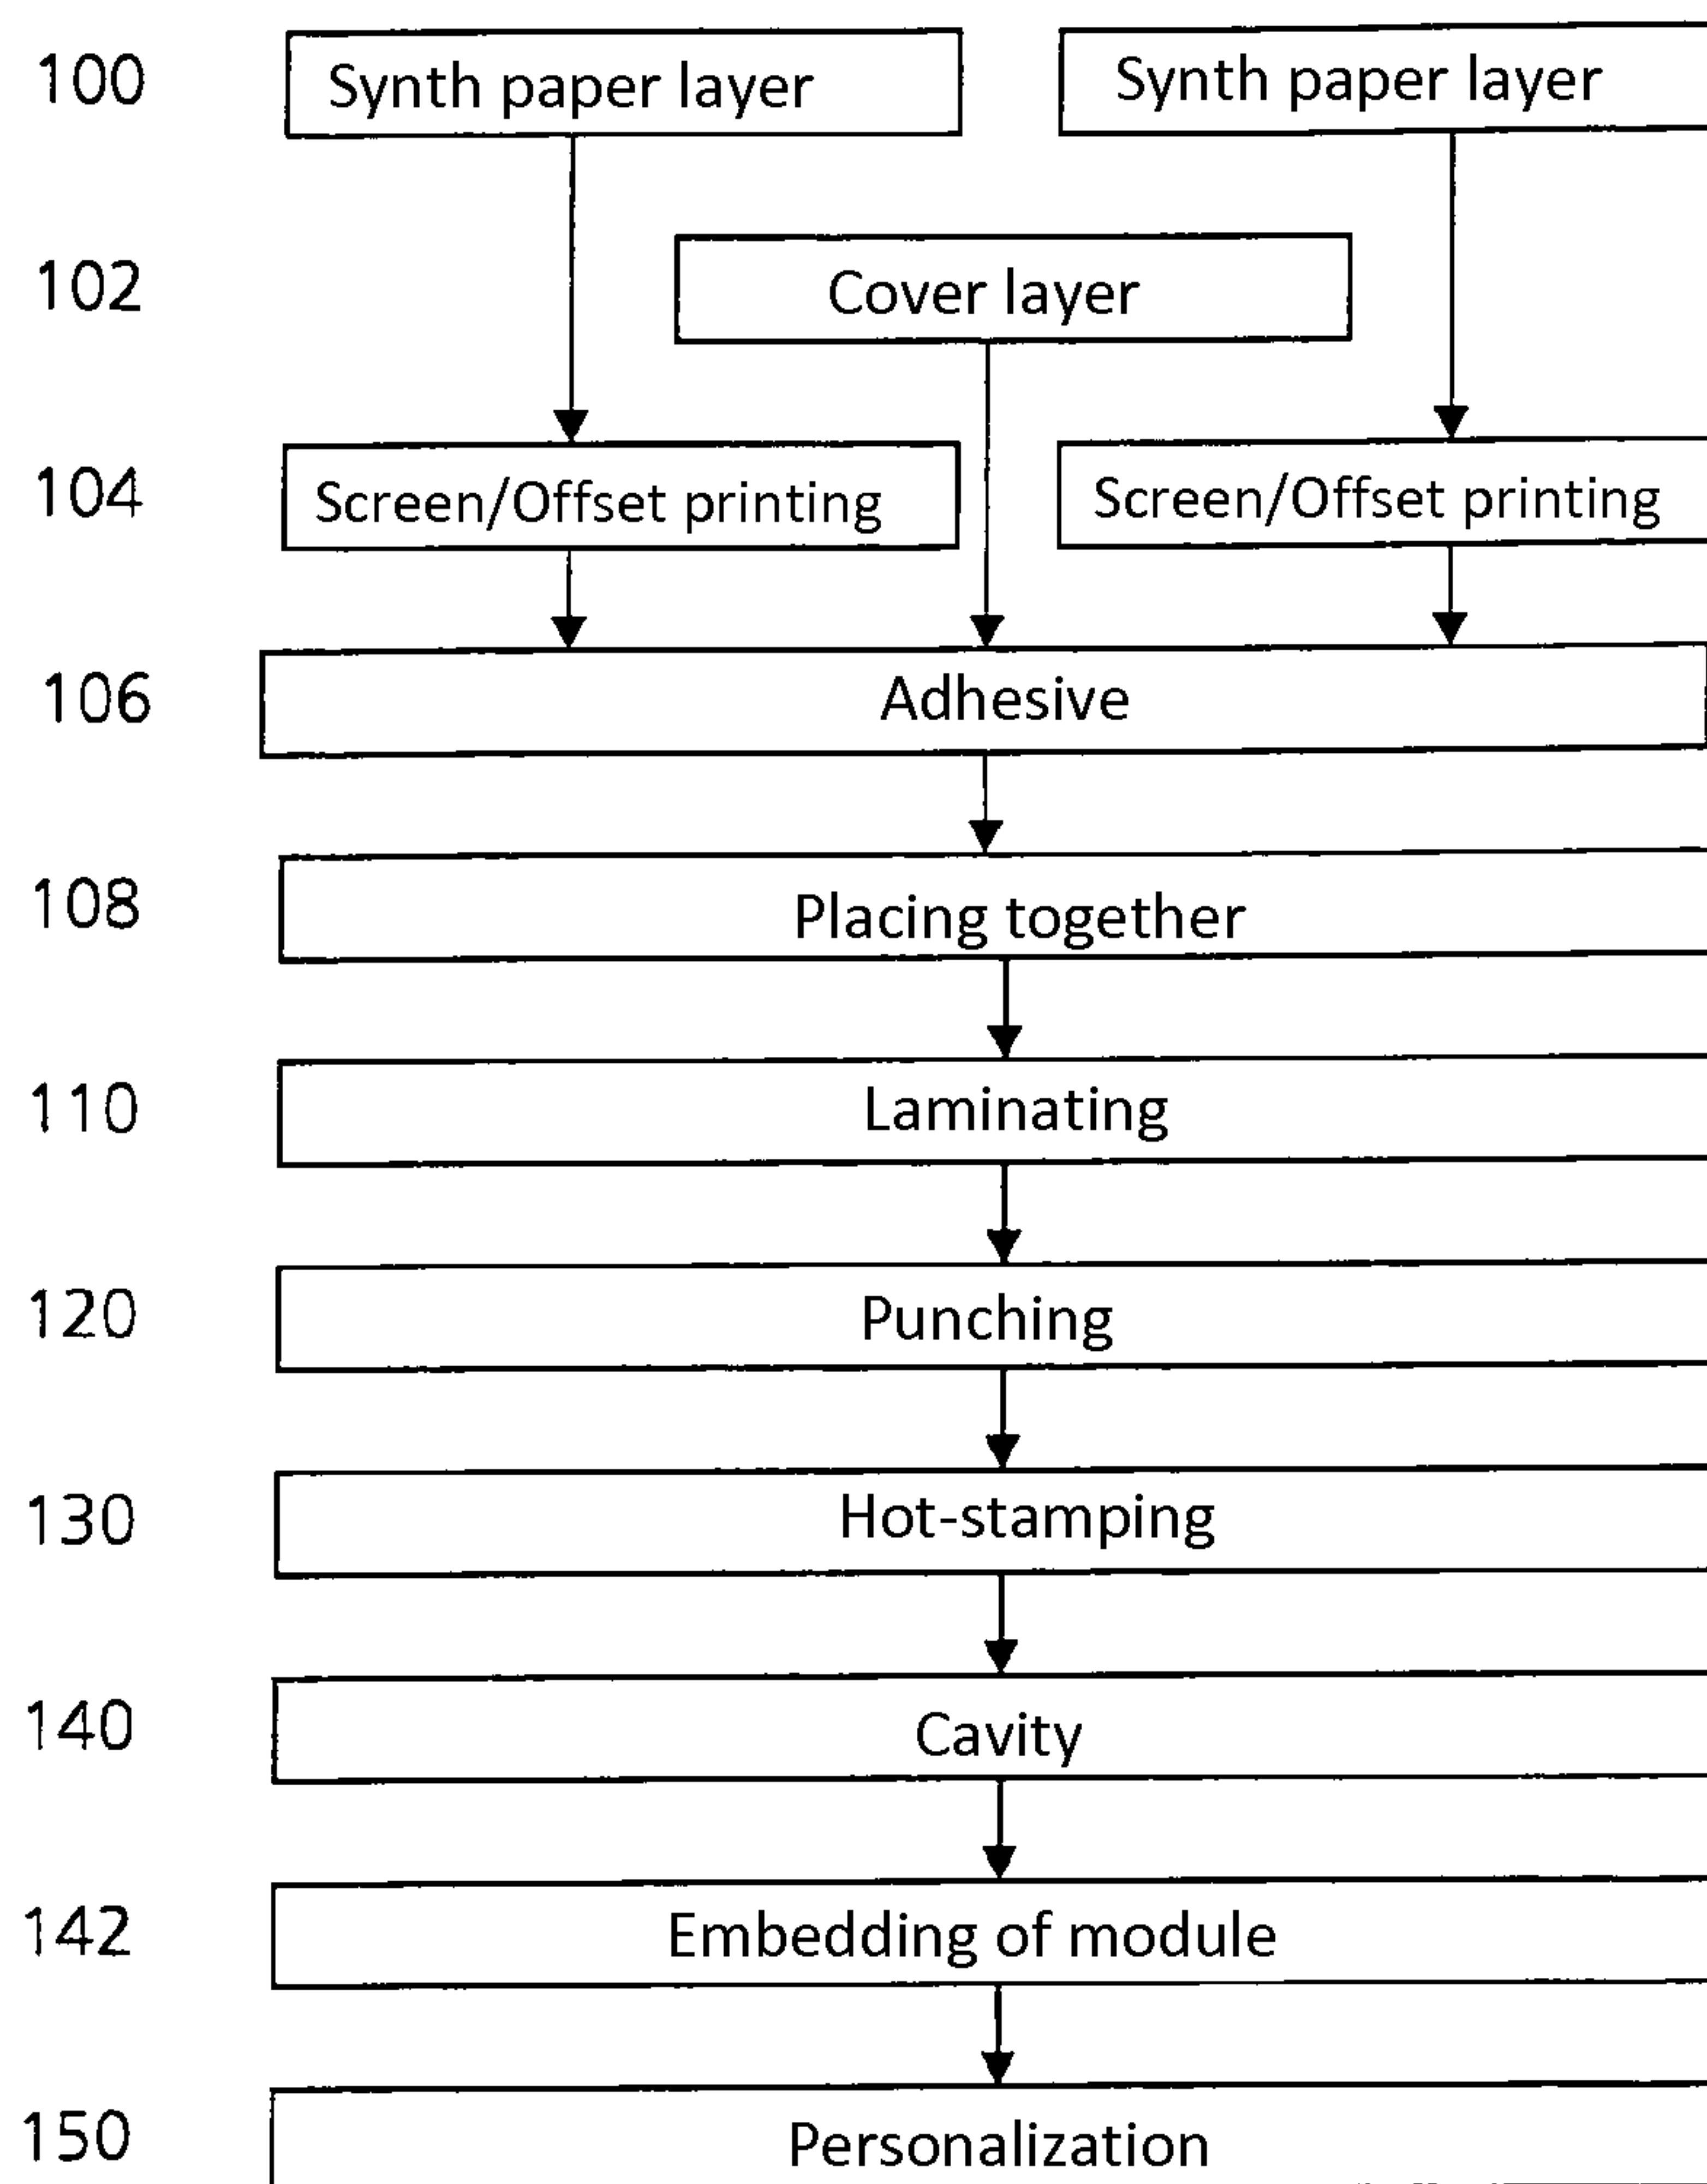 100 Synth paper layer Synth paper layer
102 Cover layer
104 Screen/Offset printing Screen/Offset printing
106 Adhesive
108 Placing together
110 Laminating
120 Punching
130 Hot-stamping
140 Cavity
142 Embedding of module
150 Personalization